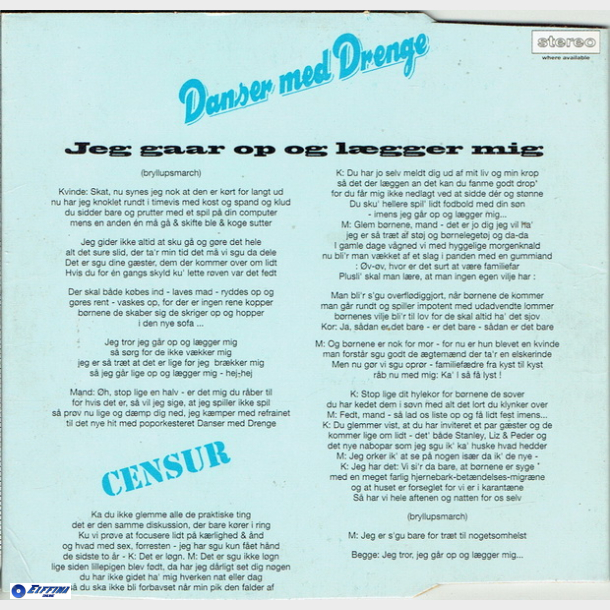 stereo
where available
Danser med Drenge
Jeg gaar op og lægger mig
(bryllupsmarch)
Kvinde: Skat, nu synes jeg nok at den er kørt for langt ud
nu har jeg knoklet rundt i timevis med kost og spand og klud
du sidder bare og prutter med et spil på din computer
mens en anden én må gå & skifte ble & koge sutter
Jeg gider ikke altid at sku gå og gøre det hele
alt det sure slid, der ta'r min tid det må vi sgu da dele
Det er sgu dine gæster, dem der kommer over om lidt
Hvis du for én gangs skyld ku' lette røven var det fedt
Der skal både købes ind - laves mad - ryddes op og
gøres rent - vaskes op, for der er ingen rene kopper
børnene de skaber sig de skriger op og hopper
i den nye sofa ...
Jeg tror jeg går op og lægger mig
så sørg for de ikke vækker mig
jeg er så træt at det er lige for jeg brækker mig
så jeg går lige op og lægger mig - hej-hej
Mand: Øh, stop lige en halv - er det mig du råber til
for hvis det er, så vil jeg sige, at jeg spiller ikke spil
så prøv nu lige og dæmp dig ned, jeg kæmper med refrainet
til det nye hit med poporkesteret Danser med Drenge
CENSUR
Ka du ikke glemme alle de praktiske ting
det er den samme diskussion, der bare kører i ring
Ku vi prøve at focusere lidt på kærlighed & ånd
og hvad med sex, forresten - jeg har sgu kun fået hånd
de sidste to år - K: Det er løgn. M: Det er sgu ikke løgn
lige siden lillepigen blev født, da har jeg dårligt set dig nogen
du har ikke gidet ha' mig hverken nat eller dag
så du ska ikke bli forbavset når min pik den falder af
K: Du har jo selv meldt dig ud af mit liv og min krop
så det der læggen an det kan du fanme godt drop'
for du får mig ikke nedlagt ved at sidde dér og stønne
Du sku' hellere spil' lidt fodbold med din søn
- imens jeg går op og lægger mig...
M: Glem børnene, mand - det er jo dig jeg vil ha'
jeg er så træt af støj og børnelegetøj og da-da
I gamle dage vågned vi med hyggelige morgenknald
nu bli'r man vækket af et slag i panden med en gummiand
: Øv-øv, hvor er det surt at være familiefar
Plusli' skal man lære, at man ingen egen vilje har :
Man bli'r s'gu overflødiggjort, når børnene de kommer
man går rundt og spiller impotent med udadvendte lommer
børnenes vilje bli'r til lov for de skal altid ha' det sjov
Kor: Ja, sådan er det bare - er det bare - sådan er det bare
M: Og børnene er nok for mor - for nu er hun blevet en kvinde
man forstår sgu godt de ægtemænd der ta'r en elskerinde
Men nu gør vi sgu oprør - familiefædre fra kyst til kyst
råb nu med mig: Ka' i så få lyst !
K: Stop lige dit hylekor for børnene de sover
du har kedet dem i søvn med alt det lort du klynker over
M: Fedt, mand - så lad os liste op og få lidt fest imens...
K: Du glemmer vist, at du har inviteret et par gæster og de
kommer lige om lidt - det' både Stanley, Liz & Peder og
det nye nabopar som jeg sgu ik' ka' huske hvad hedder
M: Jeg orker ik' at se på nogen især da ik' de nye -
K: Jeg har det: Vi si'r da bare, at børnene er syge
med en meget farlig hjernebark-betændelses-migræne
og at huset er forseglet for vi er i karantæne
Så har vi hele aftenen og natten for os selv
(bryllupsmarch)
M: Jeg er s'gu bare for træt til nogetsomhelst
Begge: Jeg tror, jeg går op og lægger mig...